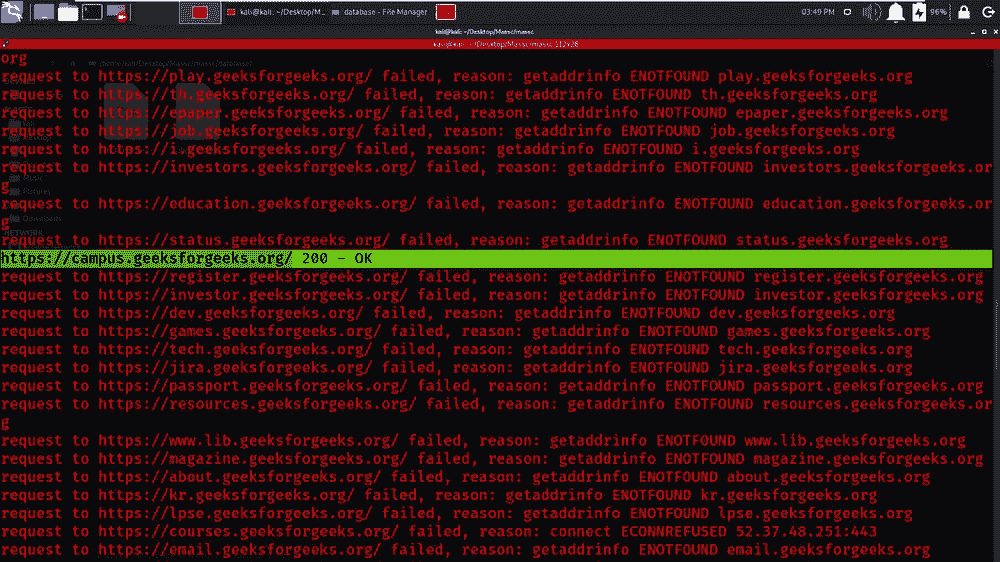 kali@kali: ~/Desktop/M...
database - File Manager
03:49 PM
96%
kali@kali: ~/Desktop/Massc/massc
kali@kali: ~/Desktop/Massc/massc 112x28
org
request to https://play.geeksforgeeks.org/ failed, reason: getaddrinfo ENOTFOUND play.geeksforgeeks.org
request to https://th.geeksforgeeks.org/ failed, reason: getaddrinfo ENOTFOUND th.geeksforgeeks.org
request to https://epaper.geeksforgeeks.org/ failed, reason: getaddrinfo ENOTFOUND epaper.geeksforgeeks.org
request to https://job.geeksforgeeks.org/ failed, reason: getaddrinfo ENOTFOUND job.geeksforgeeks.org
request to https://i.geeksforgeeks.org/ failed, reason: getaddrinfo ENOTFOUND i.geeksforgeeks.org
request to https://investors.geeksforgeeks.org/ failed, reason: getaddrinfo ENOTFOUND investors.geeksforgeeks.or
g
Music
Pictures
request to https://education.geeksforgeeks.org/ failed, reason: getaddrinfo ENOTFOUND education.geeksforgeeks.or
g
Downloads
NETWORK
request to https://status.geeksforgeeks.org/ failed, reason: getaddrinfo ENOTFOUND status.geeksforgeeks.org
https://campus.geeksforgeeks.org/ 200 - OK
request to https://register.geeksforgeeks.org/ failed, reason: getaddrinfo ENOTFOUND register.geeksforgeeks.org
request to https://investor.geeksforgeeks.org/ failed, reason: getaddrinfo ENOTFOUND investor.geeksforgeeks.org
request to https://dev.geeksforgeeks.org/ failed, reason: getaddrinfo ENOTFOUND dev.geeksforgeeks.org
request to https://games.geeksforgeeks.org/ failed, reason: getaddrinfo ENOTFOUND games.geeksforgeeks.org
request to https://tech.geeksforgeeks.org/ failed, reason: getaddrinfo ENOTFOUND tech.geeksforgeeks.org
request to https://jira.geeksforgeeks.org/ failed, reason: getaddrinfo ENOTFOUND jira.geeksforgeeks.org
request to https://passport.geeksforgeeks.org/ failed, reason: getaddrinfo ENOTFOUND passport.geeksforgeeks.org
request to https://resources.geeksforgeeks.org/ failed, reason: getaddrinfo ENOTFOUND resources.geeksforgeeks.or
g
request to https://www.lib.geeksforgeeks.org/ failed, reason: getaddrinfo ENOTFOUND www.lib.geeksforgeeks.org
request to https://magazine.geeksforgeeks.org/ failed, reason: getaddrinfo ENOTFOUND magazine.geeksforgeeks.org
request to https://about.geeksforgeeks.org/ failed, reason: getaddrinfo ENOTFOUND about.geeksforgeeks.org
request to https://kr.geeksforgeeks.org/ failed, reason: getaddrinfo ENOTFOUND kr.geeksforgeeks.org
request to https://lpse.geeksforgeeks.org/ failed, reason: getaddrinfo ENOTFOUND lpse.geeksforgeeks.org
request to https://courses.geeksforgeeks.org/ failed, reason: connect ECONNREFUSED 52.37.48.251:443
request to https://email.geeksforgeeks.org/ failed, reason: getaddrinfo ENOTFOUND email.geeksforgeeks.org